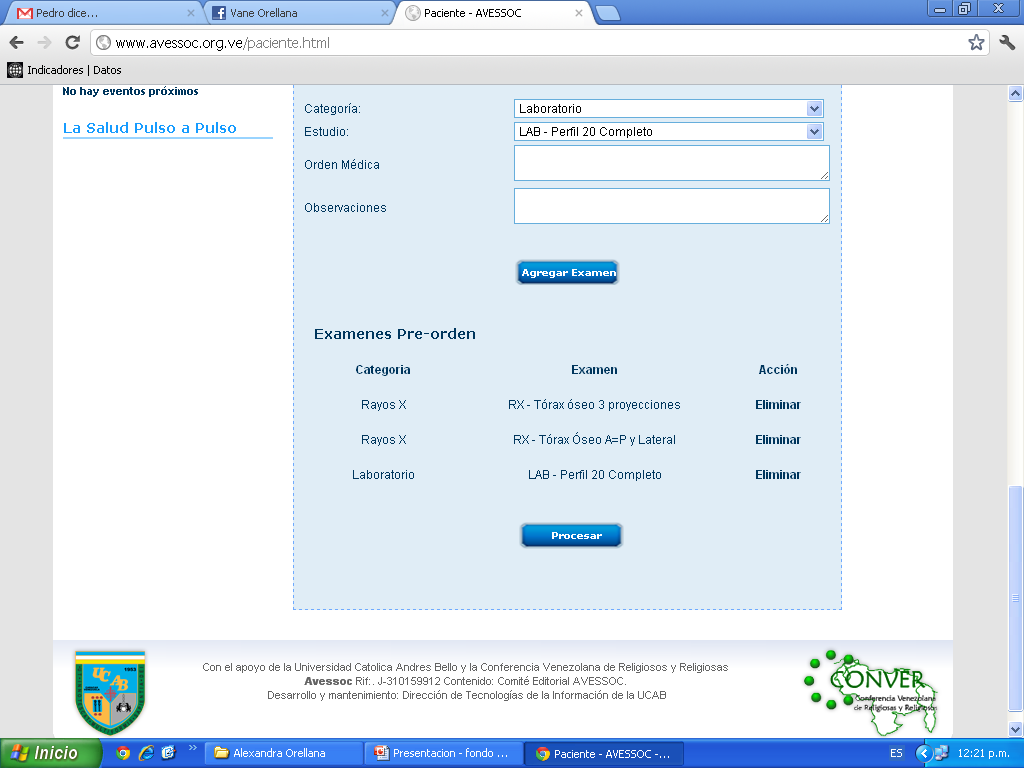 Pedro dice...
Vane Orellana
Paciente - AVESSOC
www.avessoc.org.ve/paciente.html
Indicadores | Datos
No hay eventos próximos
La Salud Pulso a Pulso
Categoría: Laboratorio
Estudio: LAB - Perfil 20 Completo
Orden Médica
Observaciones
Agregar Examen
Examenes Pre-orden
Categoria Examen Acción
Rayos X RX - Tórax óseo 3 proyecciones Eliminar
Rayos X RX - Tórax Óseo A=P y Lateral Eliminar
Laboratorio LAB - Perfil 20 Completo Eliminar
Procesar
1953
UCAB
Con el apoyo de la Universidad Catolica Andres Bello y la Conferencia Venezolana de Religiosos y Religiosas
Avessoc Rif:. J-310159912 Contenido: Comité Editorial AVESSOC.
Desarrollo y mantenimiento: Dirección de Tecnologías de la Información de la UCAB
CONVER
Conferencia Venezolana
de Religiosas y Religiosos
Inicio
Alexandra Orellana
Presentacion - fondo ...
Paciente - AVESSOC -...
ES
12:21 p.m.